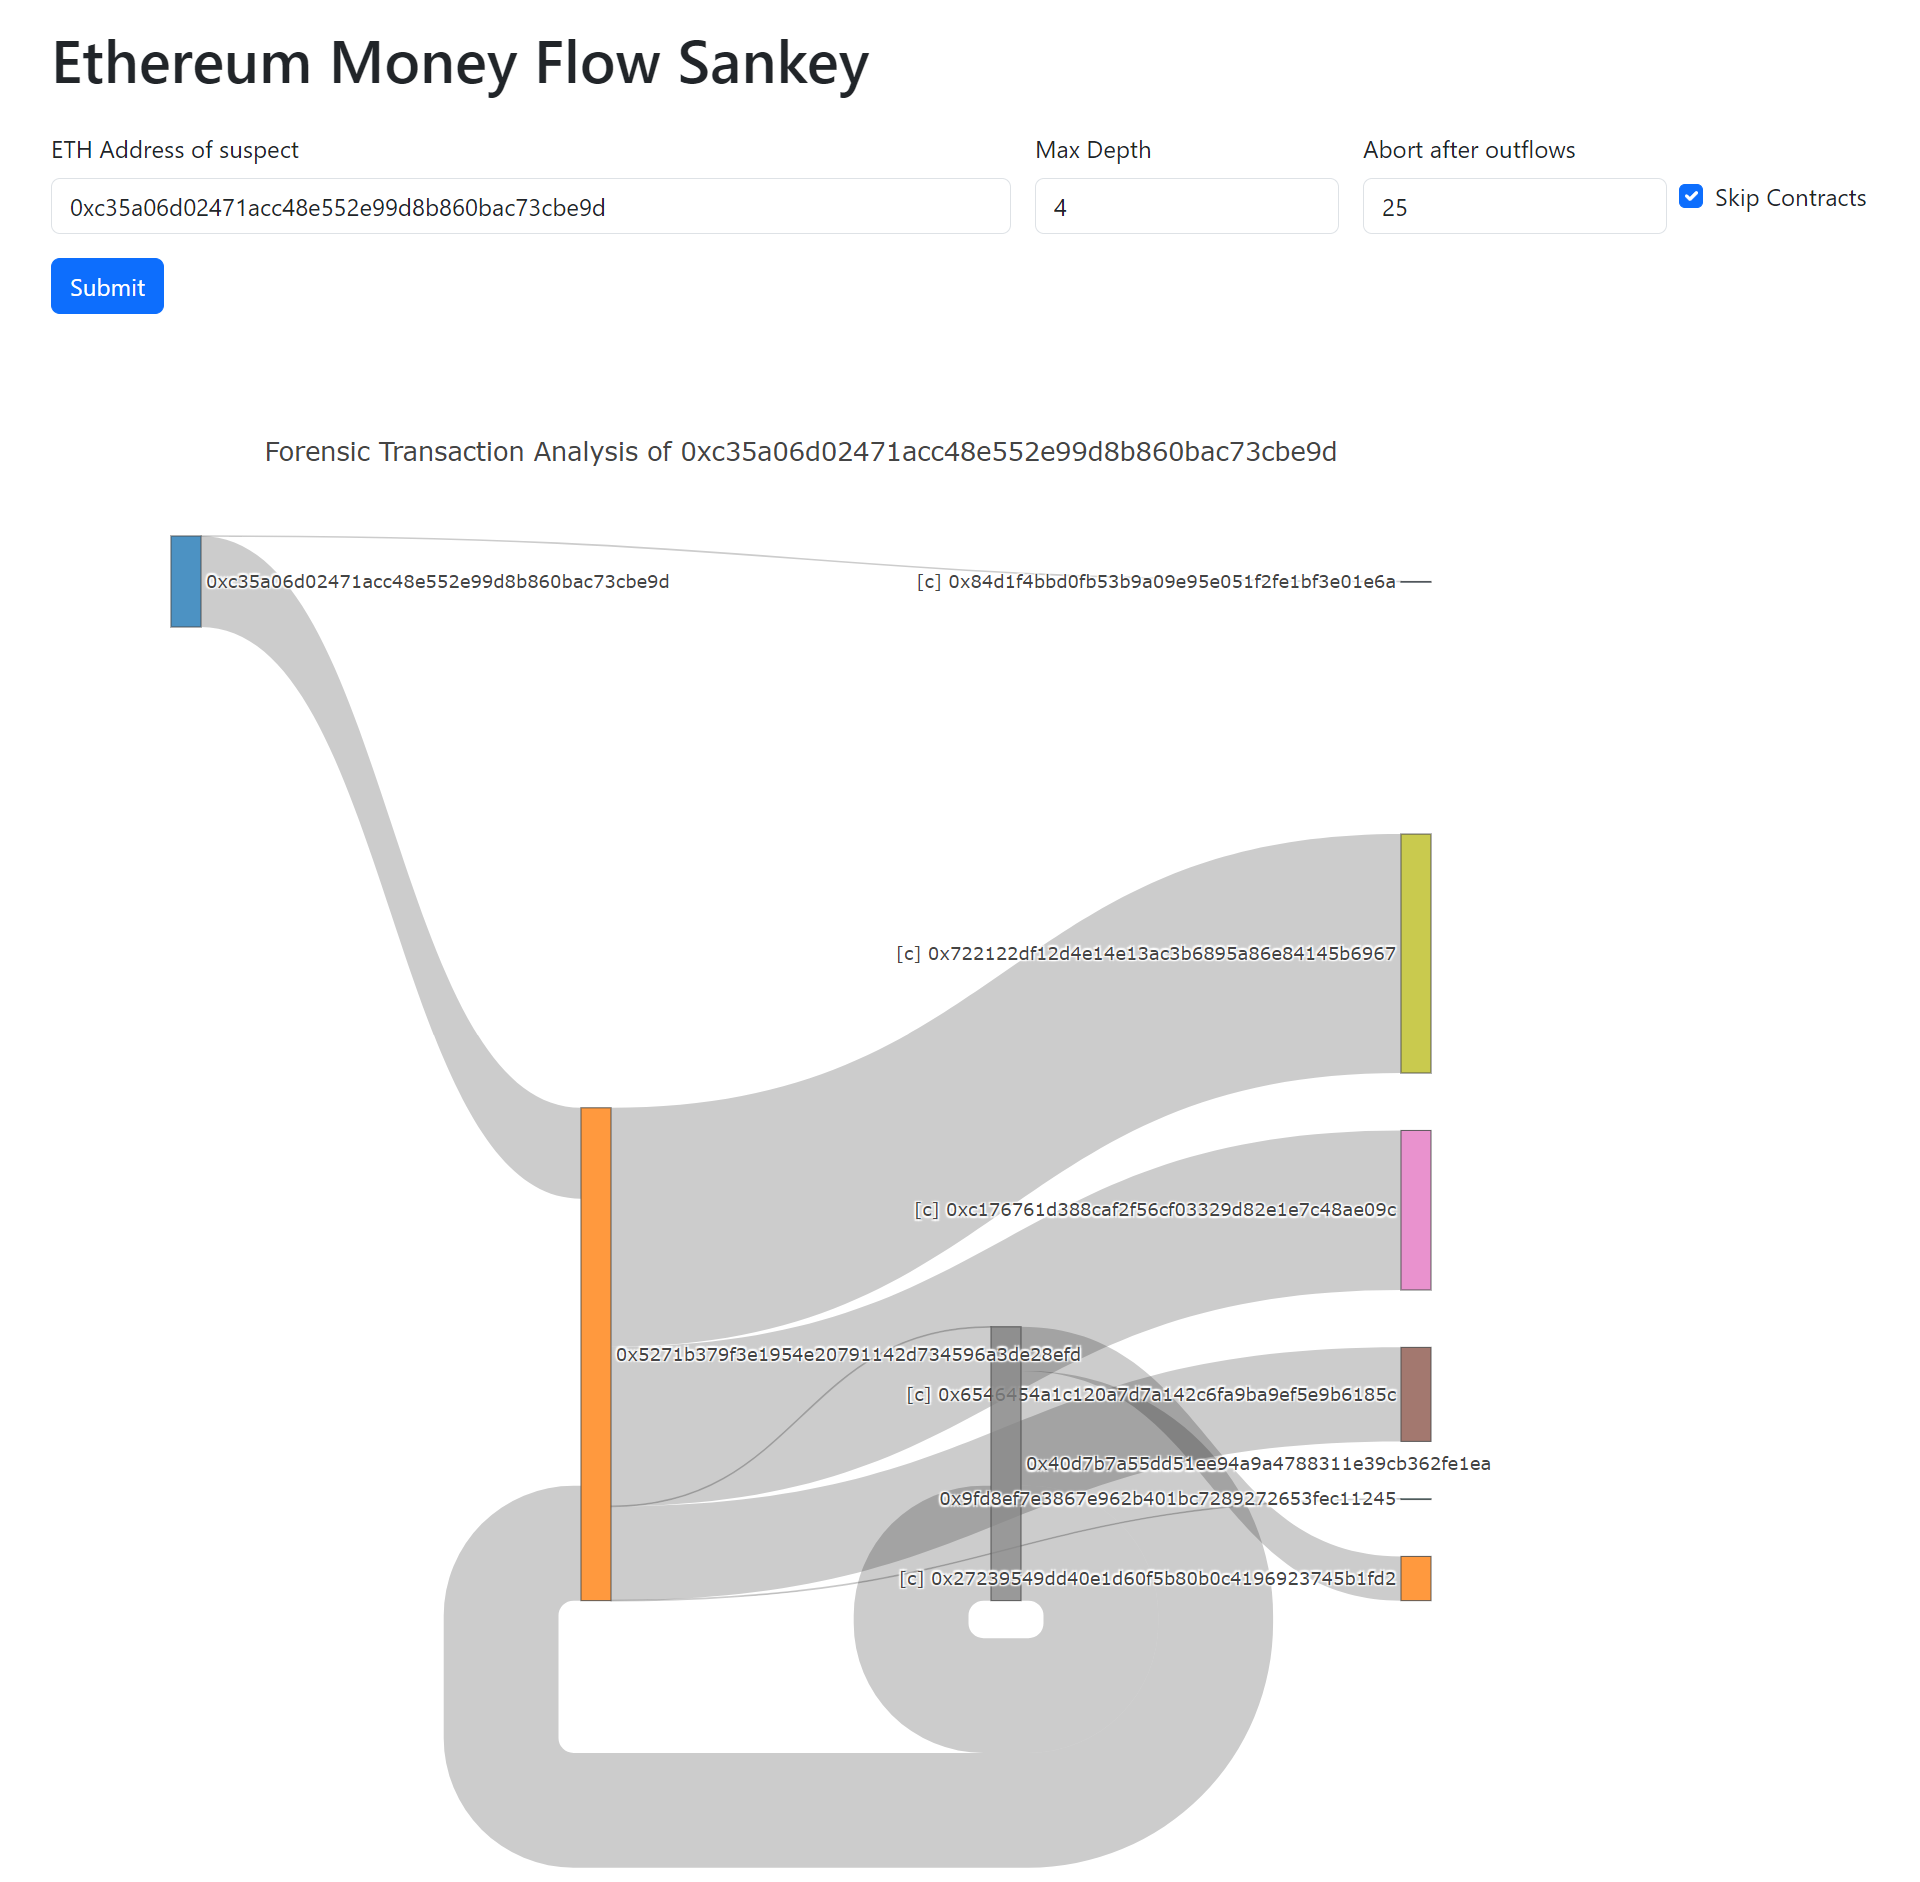 Ethereum Money Flow Sankey
ETH Address of suspect
Max Depth
Abort after outflows
0xc35a06d02471acc48e552e99d8b860bac73cbe9d
4
25
Skip Contracts
Submit
Forensic Transaction Analysis of 0xc35a06d02471acc48e552e99d8b860bac73cbe9d
0xc35a06d02471acc48e552e99d8b860bac73cbe9d
[c] 0x84d1f4bbd0fb53b9a09e95e051f2fe1bf3e01e6a
[c] 0x722122df12d4e14e13ac3b6895a86e84145b6967
[c] 0xc176761d388caf2f56cf03329d82e1e7c48ae09c
0x5271b379f3e1954e20791142d734596a3de28efd
[c] 0x6546454a1c120a7d7a142c6fa9ba9ef5e9b6185c
0x40d7b7a55dd51ee94a9a4788311e39cb362fe1ea
0x9fd8ef7e3867e962b401bc7289272653fec11245
[c] 0x27239549dd40e1d60f5b80b0c4196923745b1fd2